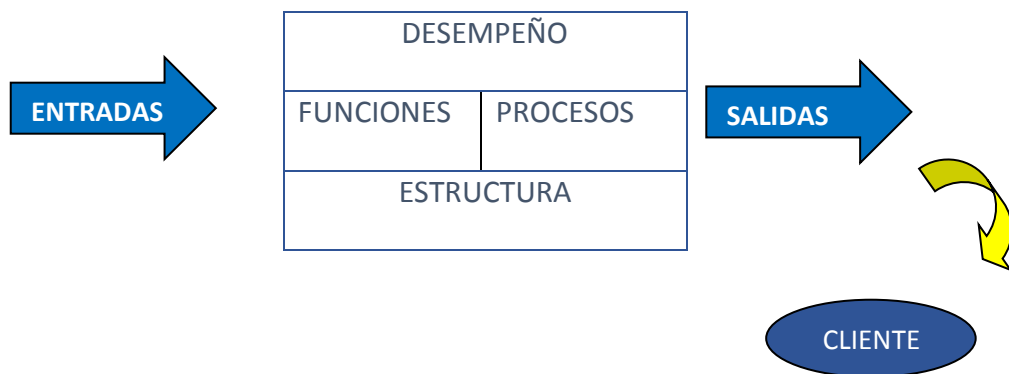 DESEMPEÑO
ENTRADAS
FUNCIONES
PROCESOS
SALIDAS
ESTRUCTURA
CLIENTE